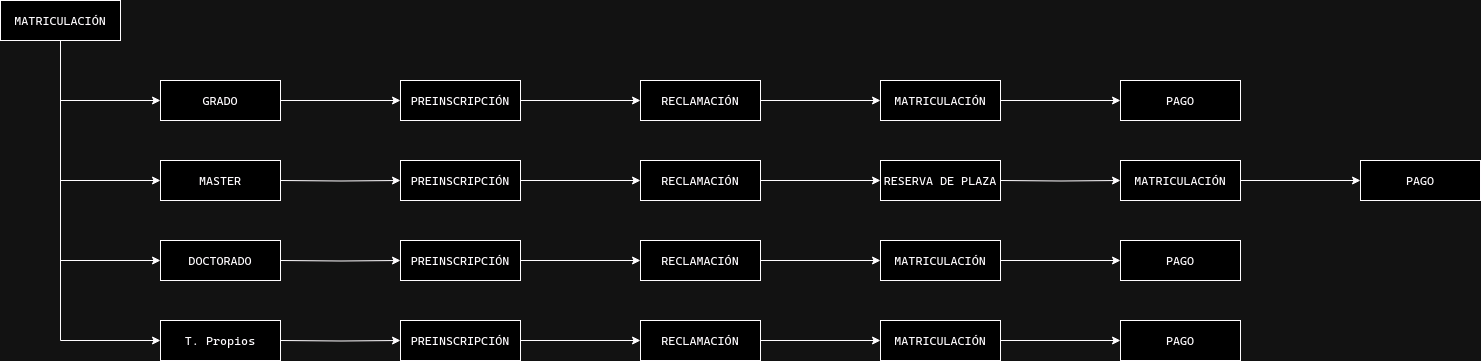 MATRICULACIÓN
GRADO PREINSCRIPCIÓN RECLAMACIÓN MATRICULACIÓN PAGO
MASTER PREINSCRIPCIÓN RECLAMACIÓN RESERVA DE PLAZA MATRICULACIÓN PAGO
DOCTORADO PREINSCRIPCIÓN RECLAMACIÓN MATRICULACIÓN PAGO
T. Propios PREINSCRIPCIÓN RECLAMACIÓN MATRICULACIÓN PAGO